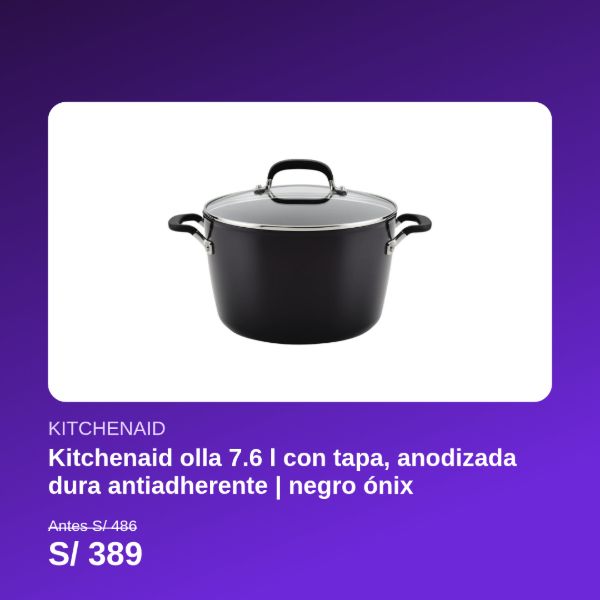 KITCHENAID
Kitchenaid olla 7.6 l con tapa, anodizada
dura antiadherente | negro ónix
Antes S/ 486
S/ 389